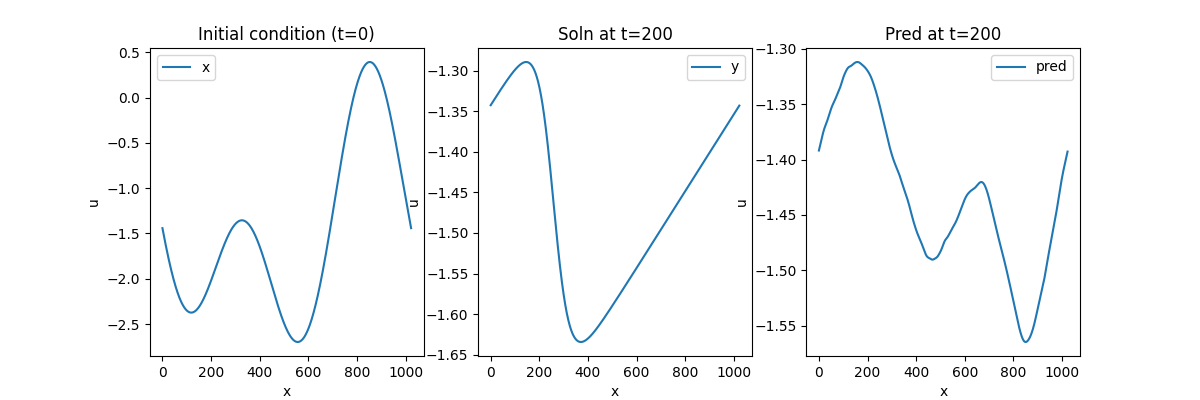 Initial condition (t=0)
x
0.5
0.0
−0.5
−1.0
−1.5
−2.0
−2.5
u
0 200 400 600 800 1000
x
Soln at t=200
y
−1.30
−1.35
−1.40
−1.45
−1.50
−1.55
−1.60
−1.65
u
0 200 400 600 800 1000
x
Pred at t=200
pred
−1.30
−1.35
−1.40
−1.45
−1.50
−1.55
u
0 200 400 600 800 1000
x